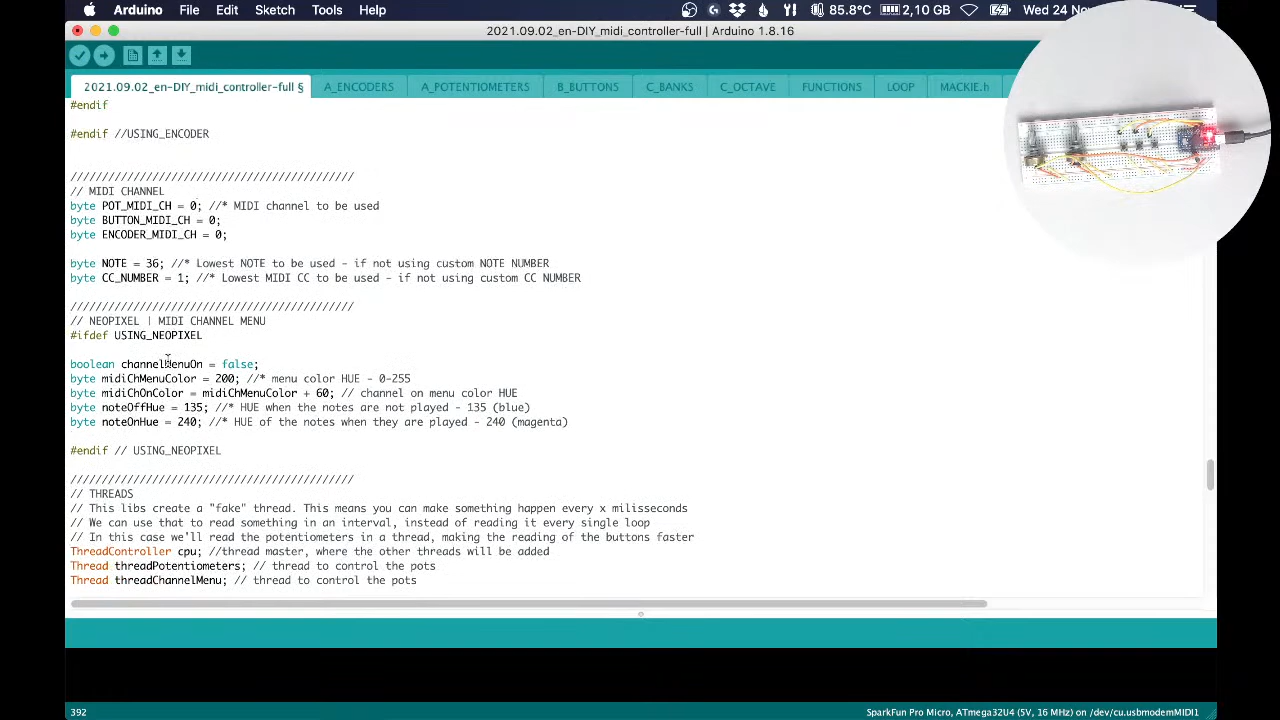 Arduino File Edit Sketch Tools Help 85.8°C 2,10 GB Wed 24 Nov
2021.09.02_en-DIY_midi_controller-full | Arduino 1.8.16
2021.09.02_en-DIY_midi_controller-full § A_ENCODERS A_POTENTIOMETERS B_BUTTONS C_BANKS C_OCTAVE FUNCTIONS LOOP MACKIE.h
#endif
#endif //USING_ENCODER
/////////////////////////////////////////////
// MIDI CHANNEL
byte POT_MIDI_CH = 0; //* MIDI channel to be used
byte BUTTON_MIDI_CH = 0;
byte ENCODER_MIDI_CH = 0;
byte NOTE = 36; //* Lowest NOTE to be used - if not using custom NOTE NUMBER
byte CC_NUMBER = 1; //* Lowest MIDI CC to be used - if not using custom CC NUMBER
/////////////////////////////////////////////
// NEOPIXEL | MIDI CHANNEL MENU
#ifdef USING_NEOPIXEL
boolean channelMenuOn = false;
byte midiChMenuColor = 200; //* menu color HUE - 0-255
byte midiChOnColor = midiChMenuColor + 60; // channel on menu color HUE
byte noteOffHue = 135; //* HUE when the notes are not played - 135 (blue)
byte noteOnHue = 240; //* HUE of the notes when they are played - 240 (magenta)
#endif // USING_NEOPIXEL
/////////////////////////////////////////////
// THREADS
// This libs create a "fake" thread. This means you can make something happen every x milisseconds
// We can use that to read something in an interval, instead of reading it every single loop
// In this case we'll read the potentiometers in a thread, making the reading of the buttons faster
ThreadController cpu; //thread master, where the other threads will be added
Thread threadPotentiometers; // thread to control the pots
Thread threadChannelMenu; // thread to control the pots
392 SparkFun Pro Micro, ATmega32U4 (5V, 16 MHz) on /dev/cu.usbmodemMIDI1